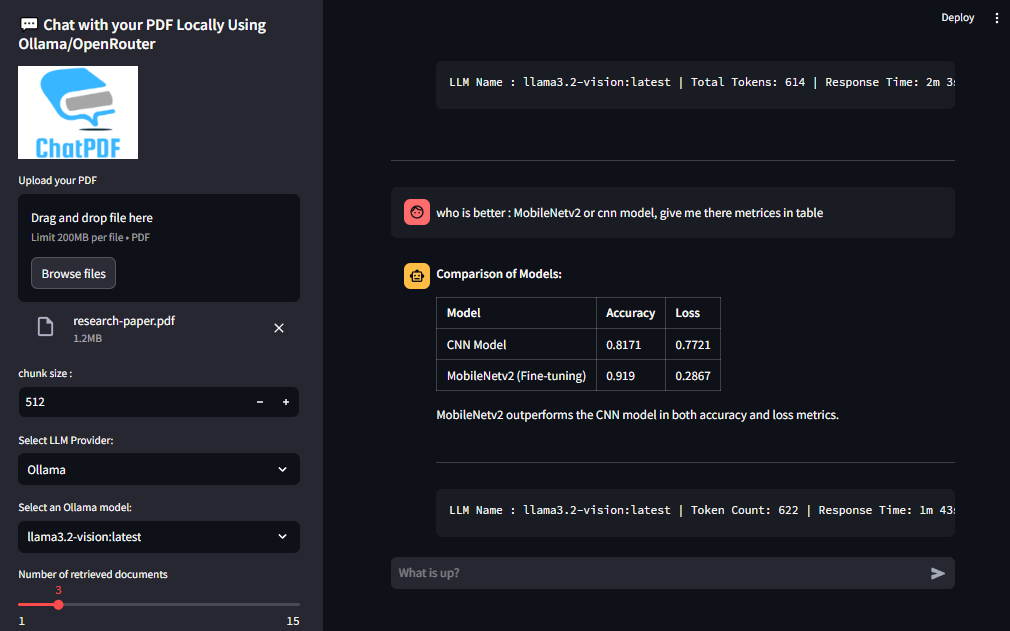 💬 Chat with your PDF Locally Using
Ollama/OpenRouter
ChatPDF
Upload your PDF
Drag and drop file here
Limit 200MB per file • PDF
Browse files
research-paper.pdf
1.2MB
chunk size :
512
Select LLM Provider:
Ollama
Select an Ollama model:
llama3.2-vision:latest
Number of retrieved documents
3
1 15
Deploy
LLM Name : llama3.2-vision:latest | Total Tokens: 614 | Response Time: 2m 3s
who is better : MobileNetv2 or cnn model, give me there metrices in table
Comparison of Models:
Model Accuracy Loss
CNN Model 0.8171 0.7721
MobileNetv2 (Fine-tuning) 0.919 0.2867
MobileNetv2 outperforms the CNN model in both accuracy and loss metrics.
LLM Name : llama3.2-vision:latest | Token Count: 622 | Response Time: 1m 43s
What is up?